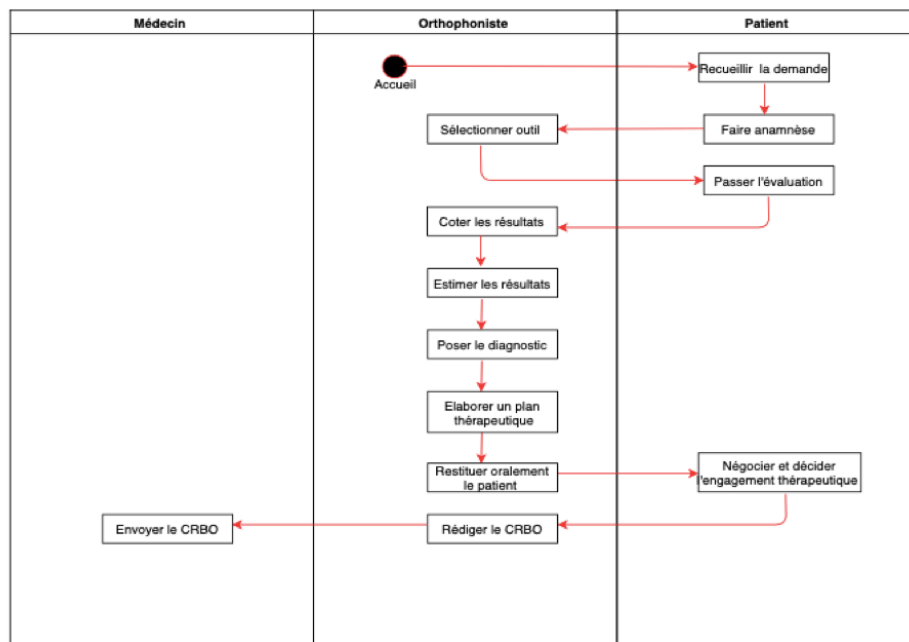 Médecin
Orthophoniste
Patient
Accueil
Recueillir la demande
Sélectionner outil
Faire anamnèse
Passer l'évaluation
Coter les résultats
Estimer les résultats
Poser le diagnostic
Elaborer un plan
thérapeutique
Restituer oralement
le patient
Négocier et décider
l'engagement thérapeutique
Envoyer le CRBO
Rédiger le CRBO